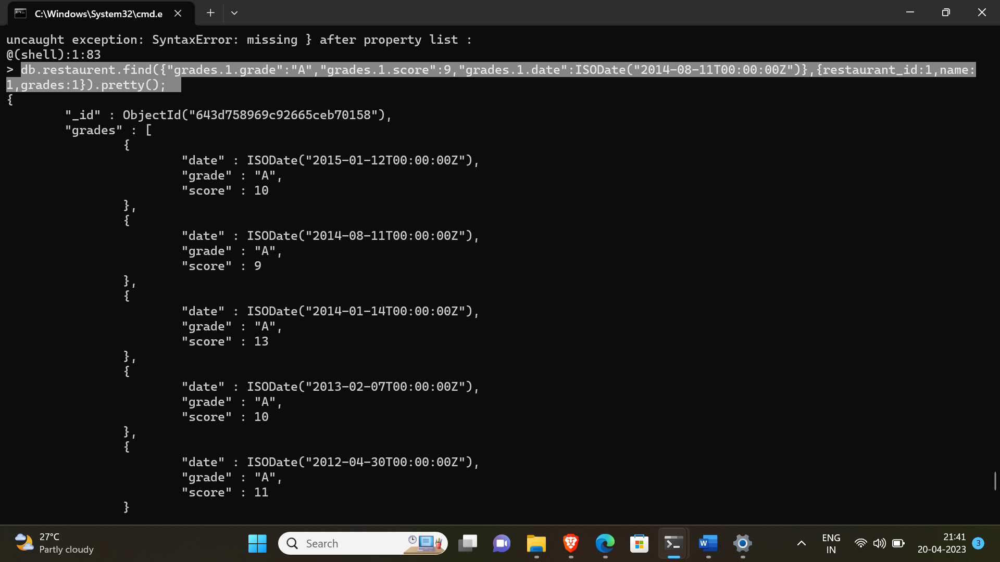 C:\Windows\System32\cmd.e
uncaught exception: SyntaxError: missing } after property list :
@(shell):1:83
> db.restaurent.find({"grades.1.grade":"A","grades.1.score":9,"grades.1.date":ISODate("2014-08-11T00:00:00Z")},{restaurant_id:1,name:
1,grades:1}).pretty();
{
"_id" : ObjectId("643d758969c92665ceb70158"),
"grades" : [
{
"date" : ISODate("2015-01-12T00:00:00Z"),
"grade" : "A",
"score" : 10
},
{
"date" : ISODate("2014-08-11T00:00:00Z"),
"grade" : "A",
"score" : 9
},
{
"date" : ISODate("2014-01-14T00:00:00Z"),
"grade" : "A",
"score" : 13
},
{
"date" : ISODate("2013-02-07T00:00:00Z"),
"grade" : "A",
"score" : 10
},
{
"date" : ISODate("2012-04-30T00:00:00Z"),
"grade" : "A",
"score" : 11
}
27°C
Partly cloudy
Search
W
ENG
IN
21:41
20-04-2023
3